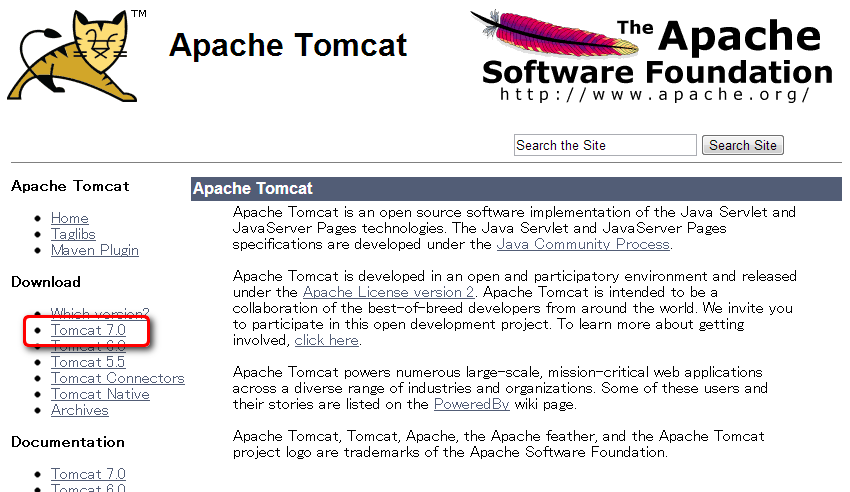 TM
Apache Tomcat
The Apache
Software Foundation
http://www.apache.org/
Search the Site
Search Site
Apache Tomcat
Home
Taglibs
Maven Plugin
Download
Which version?
Tomcat 7.0
Tomcat 6.0
Tomcat 5.5
Tomcat Connectors
Tomcat Native
Archives
Documentation
Tomcat 7.0
Tomcat 6.0
Apache Tomcat
Apache Tomcat is an open source software implementation of the Java Servlet and
JavaServer Pages technologies. The Java Servlet and JavaServer Pages
specifications are developed under the Java Community Process.
Apache Tomcat is developed in an open and participatory environment and released
under the Apache License version 2. Apache Tomcat is intended to be a
collaboration of the best-of-breed developers from around the world. We invite you
to participate in this open development project. To learn more about getting
involved, click here.
Apache Tomcat powers numerous large-scale, mission-critical web applications
across a diverse range of industries and organizations. Some of these users and
their stories are listed on the PoweredBy wiki page.
Apache Tomcat, Tomcat, Apache, the Apache feather, and the Apache Tomcat
project logo are trademarks of the Apache Software Foundation.